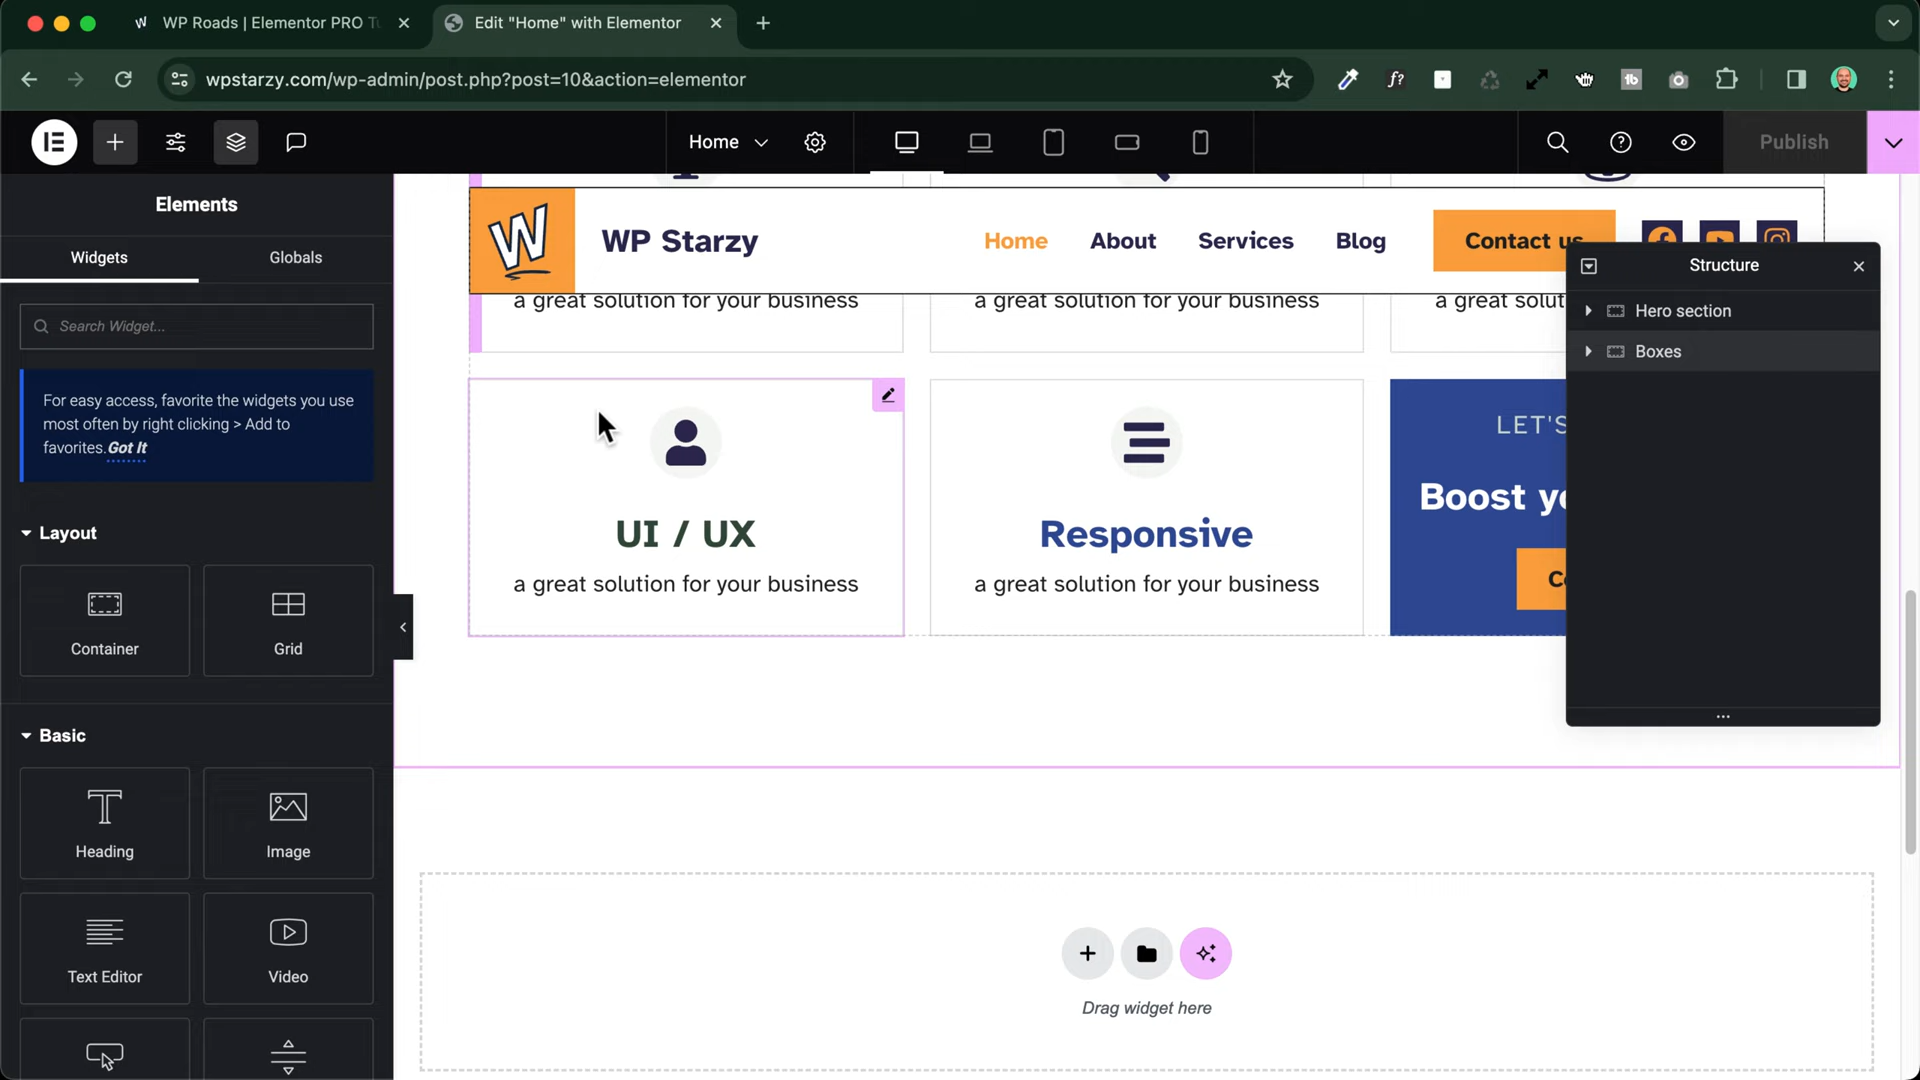 WP Roads | Elementor PRO Tu
Edit "Home" with Elementor
wpstarzy.com/wp-admin/post.php?post=10&action=elementor
f?
tb
Home
Publish
Elements
Widgets
Globals
Search Widget...
For easy access, favorite the widgets you use
most often by right clicking > Add to
favorites. Got It
Layout
Container
Grid
Basic
Heading
Image
Text Editor
Video
W
WP Starzy
Home
About
Services
Blog
Contact us
a great solution for your business
a great solution for your business
a great solut
UI / UX
a great solution for your business
Responsive
a great solution for your business
LET'S
Boost yo
Co
Structure
Hero section
Boxes
Drag widget here